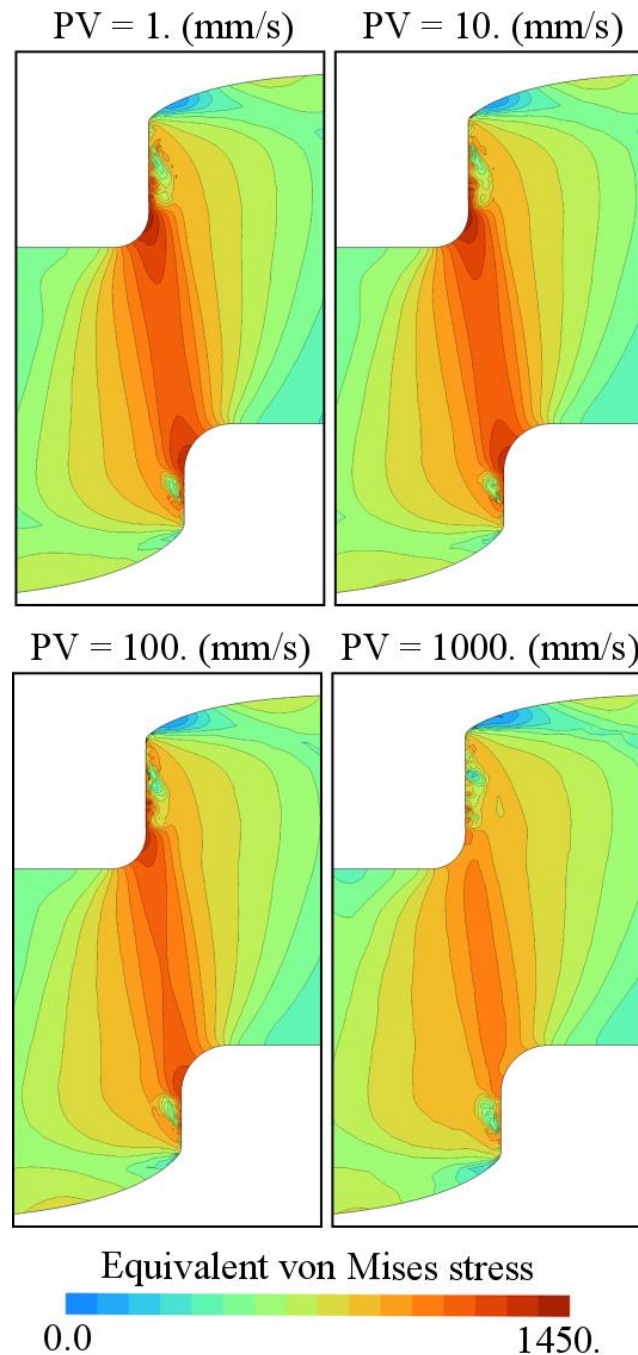 PV = 1. (mm/s) PV = 10. (mm/s)
PV = 100. (mm/s) PV = 1000. (mm/s)
Equivalent von Mises stress
0.0 1450.